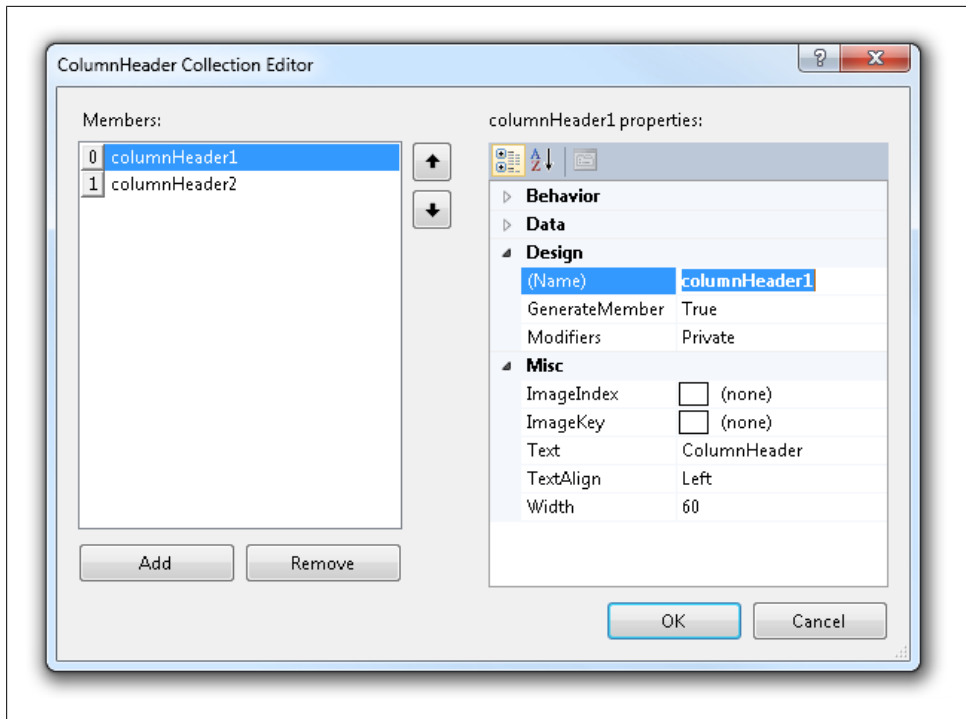 ColumnHeader Collection Editor
?
Members:
0 columnHeader1
1 columnHeader2
Add
Remove
columnHeader1 properties:
A
Z
Behavior
Data
Design
(Name) columnHeader1
GenerateMember True
Modifiers Private
Misc
ImageIndex (none)
ImageKey (none)
Text ColumnHeader
TextAlign Left
Width 60
OK
Cancel